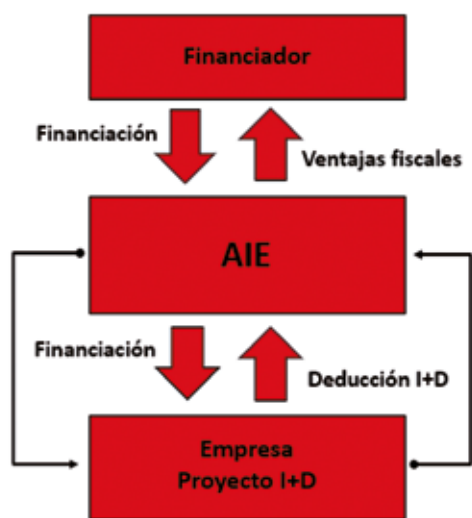 Financiador
Financiación
Ventajas fiscales
AIE
Financiación
Deducción I+D
Empresa
Proyecto I+D